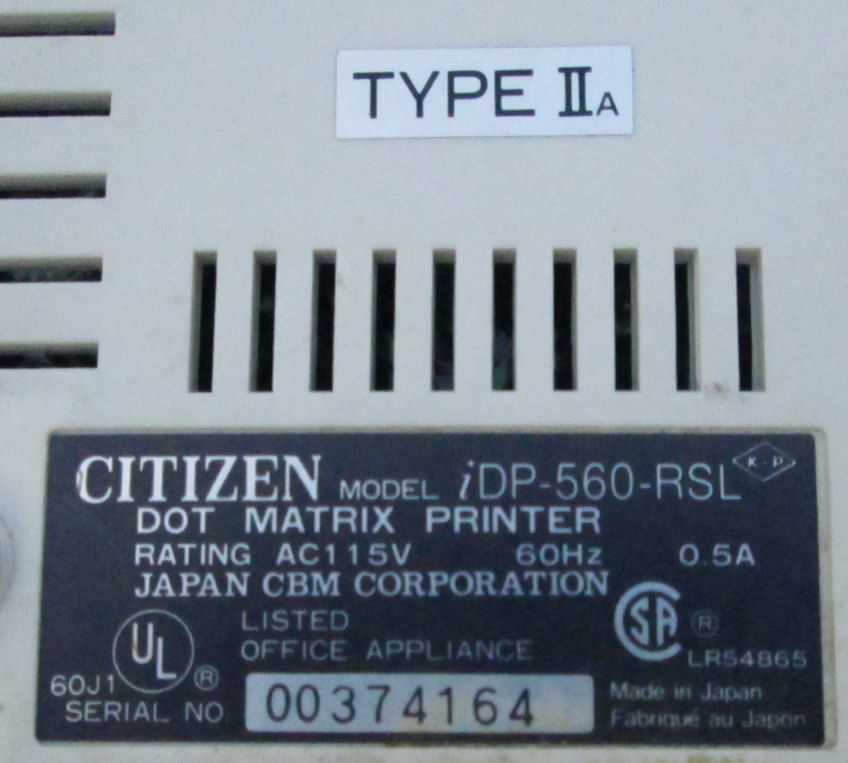 TYPE IIA
CITIZEN MODEL iDP-560-RSL K·P
DOT MATRIX PRINTER
RATING AC115V 60Hz 0.5A
JAPAN CBM CORPORATION
UL ® LISTED
OFFICE APPLIANCE
CSA ®
LR54865
60J1
SERIAL NO. 00374164
Made in Japan
Fabriqué au Japon